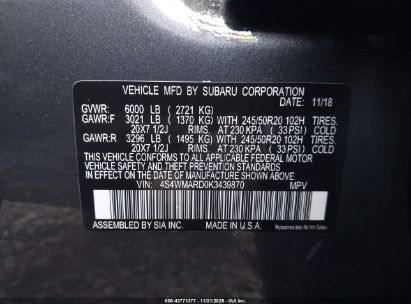 VEHICLE MFD BY SUBARU CORPORATION
DATE: 11/18
GVWR: 6000 LB ( 2721 KG)
GAWR:F 3021 LB ( 1370 KG) WITH 245/50R20 102H TIRES.
20X7 1/2J RIMS, AT 230 KPA ( 33 PSI) COLD
GAWR:R 3296 LB ( 1495 KG) WITH 245/50R20 102H TIRES.
20X7 1/2J RIMS, AT 230 KPA ( 33 PSI) COLD
THIS VEHICLE CONFORMS TO ALL APPLICABLE FEDERAL MOTOR
VEHICLE SAFETY AND THEFT PREVENTION STANDARDS IN EFFECT
ON THE DATE OF MANUFACTURE SHOWN ABOVE.
VIN: 4S4WMARD0K3439870 MPV
ASSEMBLED BY SIA INC. MADE IN U.S.A.
000-43771377 - 11/21/2025 - IAA, Inc.